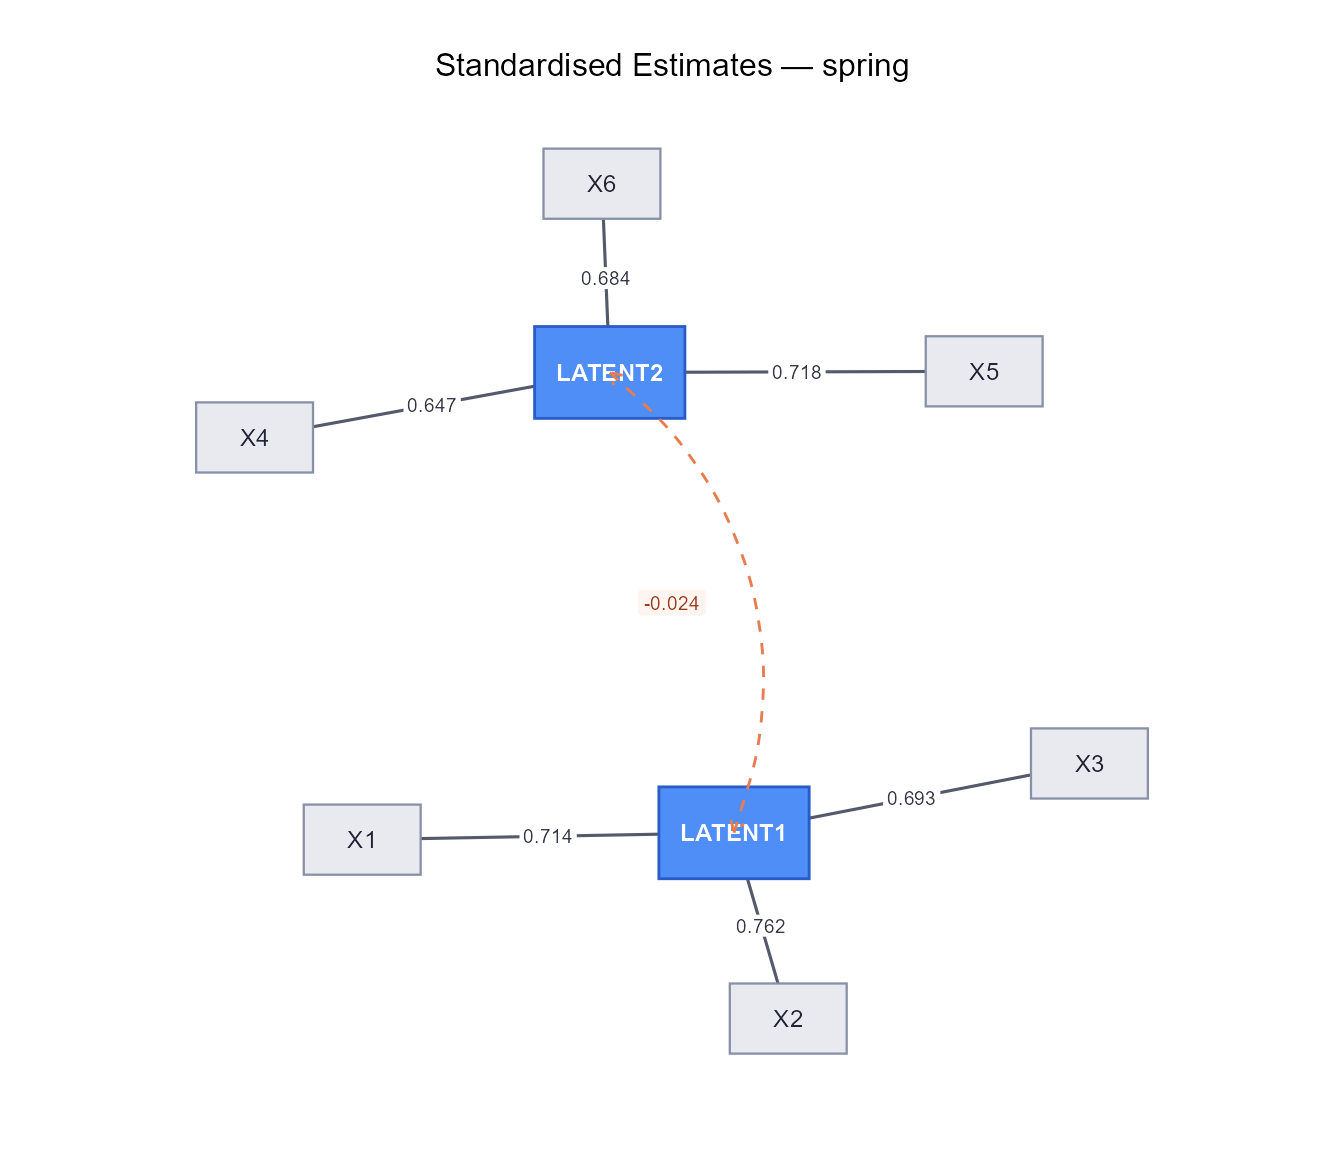 Standardised Estimates — spring
X6
0.684
LATENT2
0.718
X5
0.647
X4
-0.024
X3
0.693
X1
0.714
LATENT1
0.762
X2